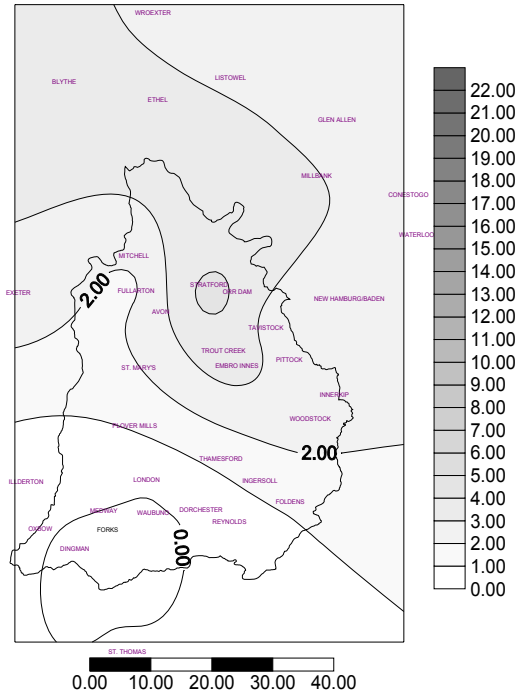 WROEXTER
LISTOWEL
BLYTHE
ETHEL
GLEN ALLEN
MILLBANK
CONESTOGO
WATERLOO
MITCHELL
STRATFORD
EXETER
FULLARTON
ORR DAM
2.00
NEW HAMBURG/BADEN
AVON
TAVISTOCK
TROUT CREEK
PITTOCK
ST. MARY'S
EMBRO INNES
INNERKIP
WOODSTOCK
PLOVER MILLS
2.00
THAMESFORD
ILLDERTON
LONDON
INGERSOLL
FOLDENS
MEDWAY
WAUBUNO
DORCHESTER
REYNOLDS
OXBOW
FORKS
0.00
DINGMAN
ST. THOMAS
0.00 10.00 20.00 30.00 40.00
22.00
21.00
20.00
19.00
18.00
17.00
16.00
15.00
14.00
13.00
12.00
11.00
10.00
9.00
8.00
7.00
6.00
5.00
4.00
3.00
2.00
1.00
0.00